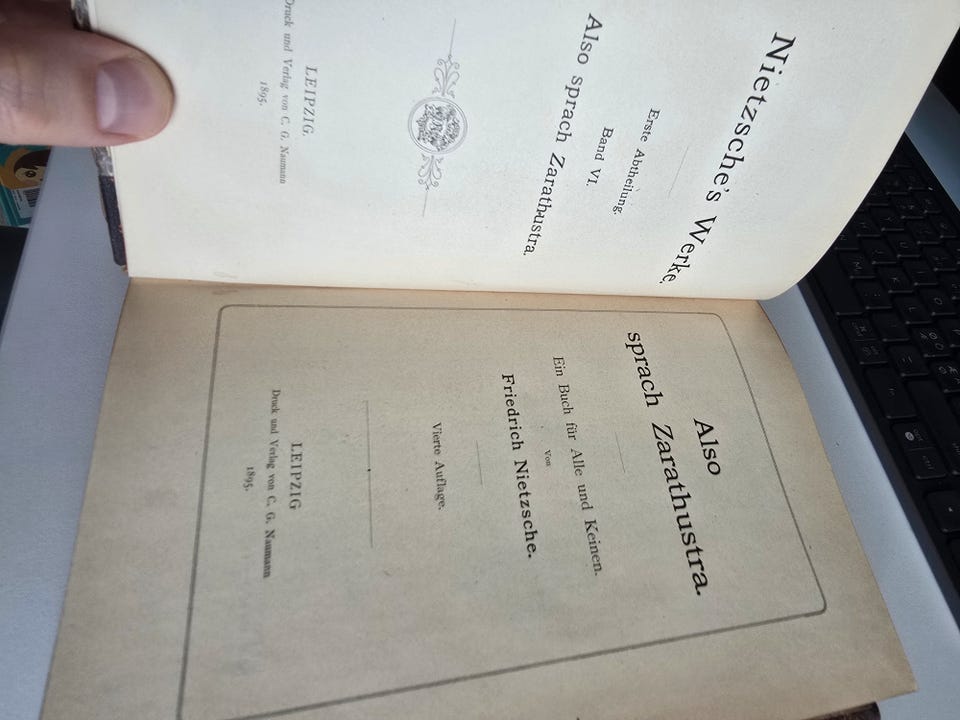 Nietzsche's Werke.
Erste Abtheilung.
Band VI.
Also sprach Zarathustra.
LEIPZIG.
Druck und Verlag von C. G. Naumann
1895.
Also
sprach Zarathustra.
Ein Buch für Alle und Keinen.
Von
Friedrich Nietzsche.
Vierte Auflage.
LEIPZIG
Druck und Verlag von C. G. Naumann
1895.